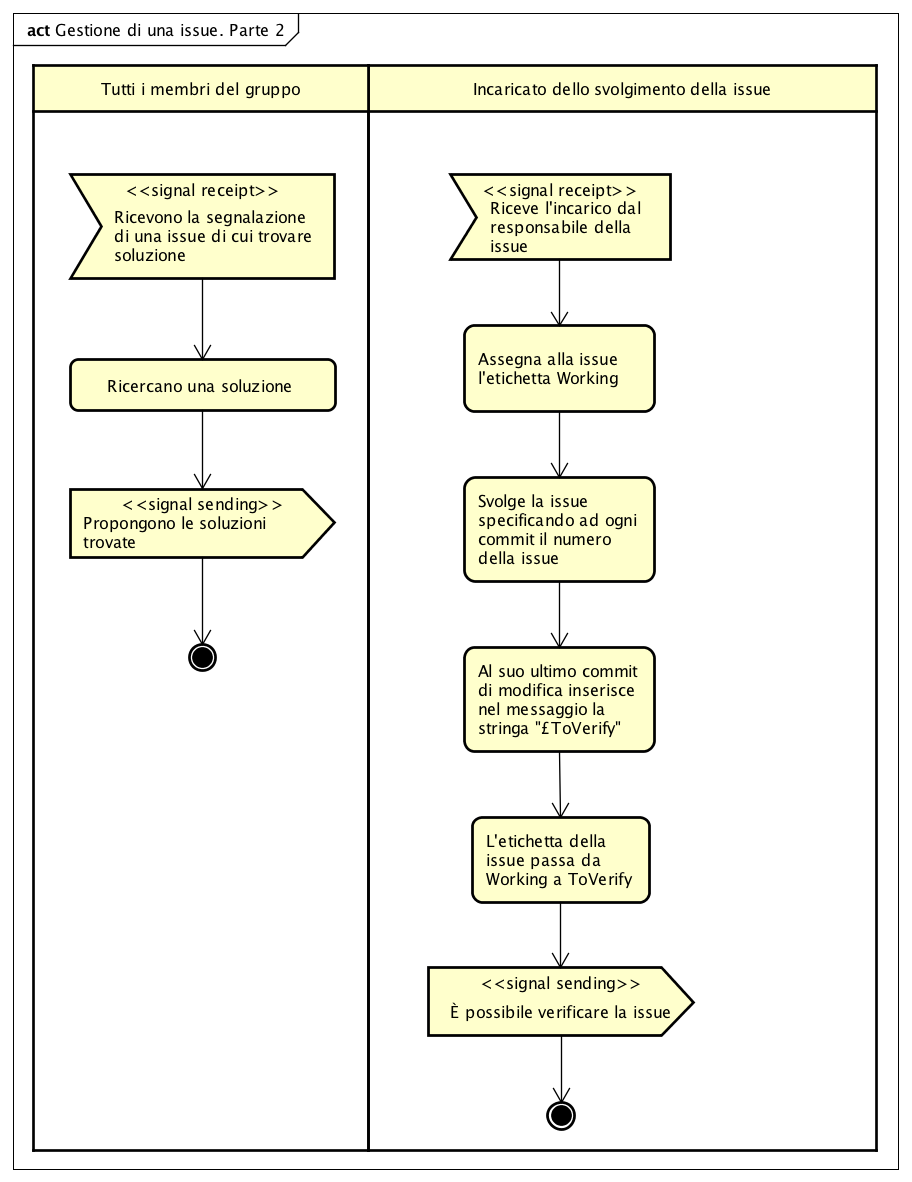 act Gestione di una issue. Parte 2
Tutti i membri del gruppo
Incaricato dello svolgimento della issue
<<signal receipt>>
Ricevono la segnalazione
di una issue di cui trovare
soluzione
Ricercano una soluzione
<<signal sending>>
Propongono le soluzioni
trovate
<<signal receipt>>
Riceve l'incarico dal
responsabile della
issue
Assegna alla issue
l'etichetta Working
Svolge la issue
specificando ad ogni
commit il numero
della issue
Al suo ultimo commit
di modifica inserisce
nel messaggio la
stringa "£ToVerify"
L'etichetta della
issue passa da
Working a ToVerify
<<signal sending>>
È possibile verificare la issue